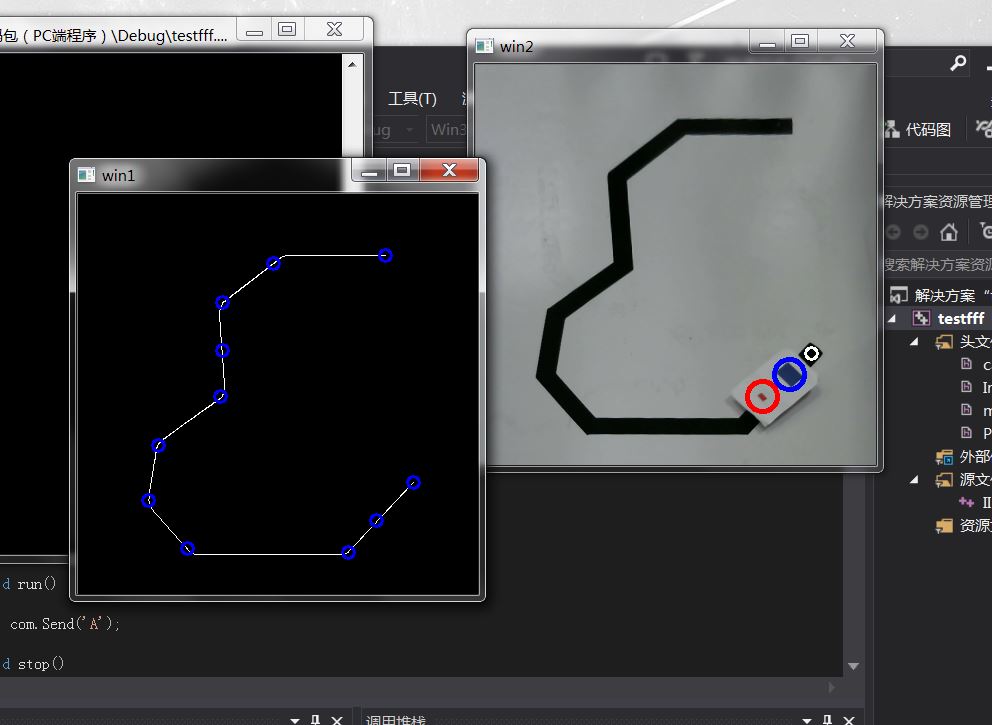 码包（PC端程序）\Debug\testfff....
win2
工具(T)
ug
Win3
代码图
win1
解决方案资源管理
搜索解决方案资源
解决方案 “t
testfff
头文
c
In
m
P
外部
源文
II
资源
d run()
com.Send('A');
d stop()
调用堆栈